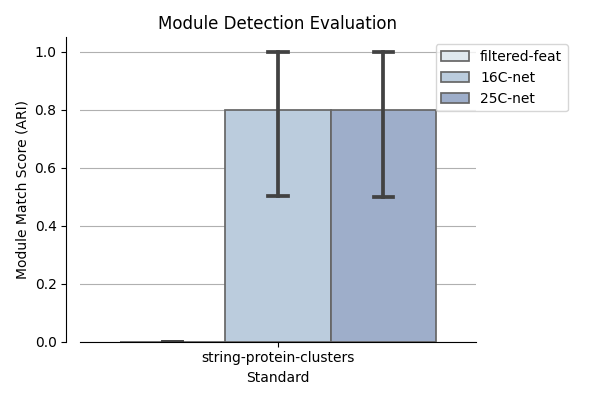 Module Detection Evaluation
filtered-feat
16C-net
25C-net
Module Match Score (ARI)
1.0
0.8
0.6
0.4
0.2
0.0
string-protein-clusters
Standard